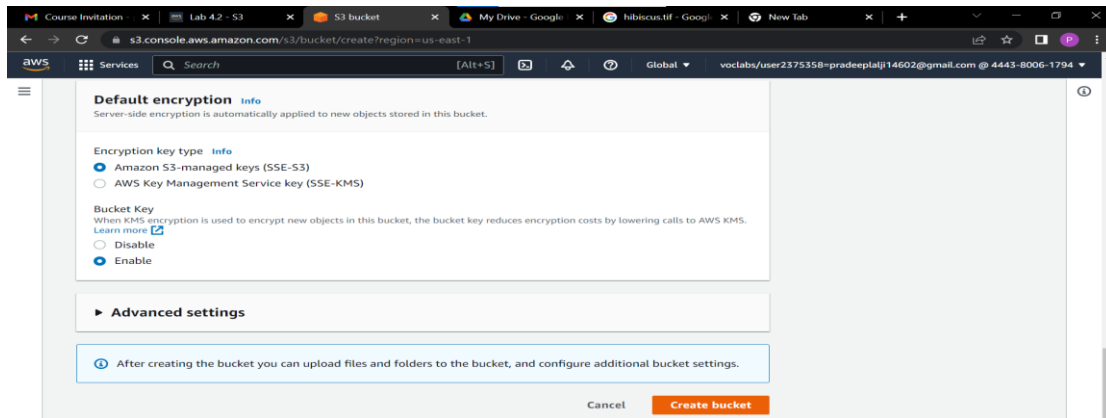 Course Invitation -
Lab 4.2 - S3
S3 bucket
My Drive - Google
hibiscus.tif - Googl
New Tab
s3.console.aws.amazon.com/s3/bucket/create?region=us-east-1
P
aws
Services
Search
[Alt+S]
Global
voclabs/user2375358=pradeeplalji14602@gmail.com @ 4443-8006-1794
Default encryption Info
Server-side encryption is automatically applied to new objects stored in this bucket.
Encryption key type Info
Amazon S3-managed keys (SSE-S3)
AWS Key Management Service key (SSE-KMS)
Bucket Key
When KMS encryption is used to encrypt new objects in this bucket, the bucket key reduces encryption costs by lowering calls to AWS KMS.
Learn more
Disable
Enable
Advanced settings
After creating the bucket you can upload files and folders to the bucket, and configure additional bucket settings.
Cancel
Create bucket